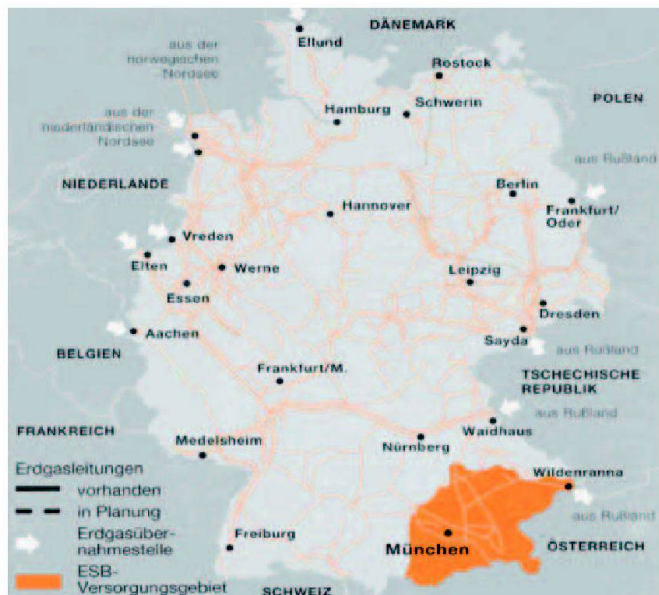 DÄNEMARK
Ellund
aus der
norwegischen
Nordsee
Rostock
Schwerin
POLEN
Hamburg
aus der
niederländischen
Nordsee
aus Rußland
NIEDERLANDE
Berlin
Hannover
Frankfurt/
Oder
Vreden
Elten
Werne
Leipzig
Essen
Dresden
Aachen
Sayda
aus Rußland
BELGIEN
Frankfurt/M.
TSCHECHISCHE
REPUBLIK
aus Rußland
Waidhaus
FRANKREICH
Medelsheim
Nürnberg
Erdgasleitungen
vorhanden
in Planung
Erdgasüber-
nahmestelle
ESB-
Versorgungsgebiet
Wildenranna
aus Rußland
Freiburg
München
ÖSTERREICH
SCHWEIZ